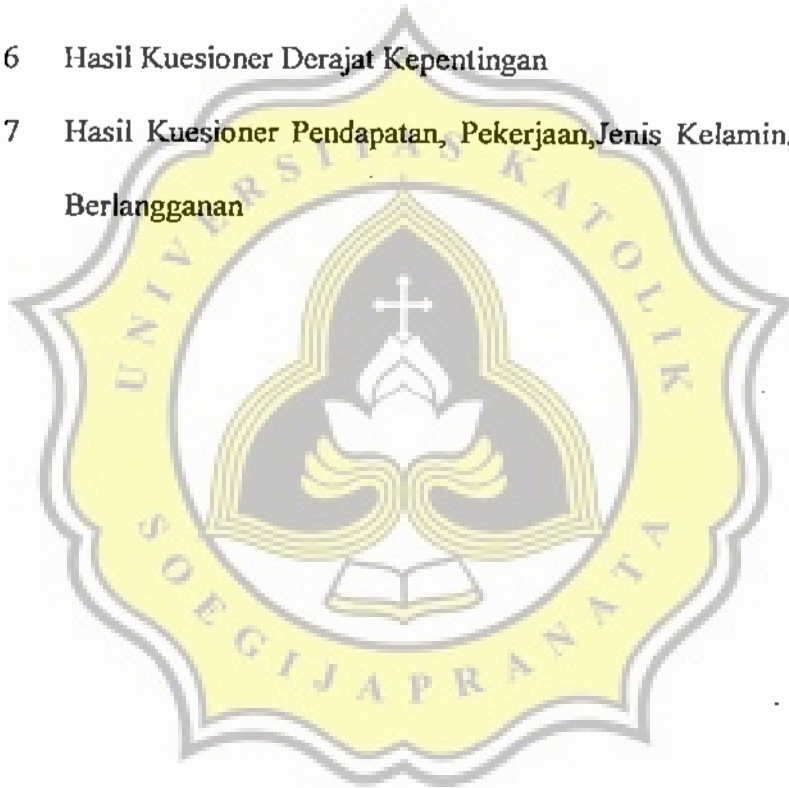 6 Hasil Kuesioner Derajat Kepentingan
7 Hasil Kuesioner Pendapatan, Pekerjaan,Jenis Kelamin,
Berlangganan
UNIVERSITAS KATOLIK
SOEGIJAPRANATA